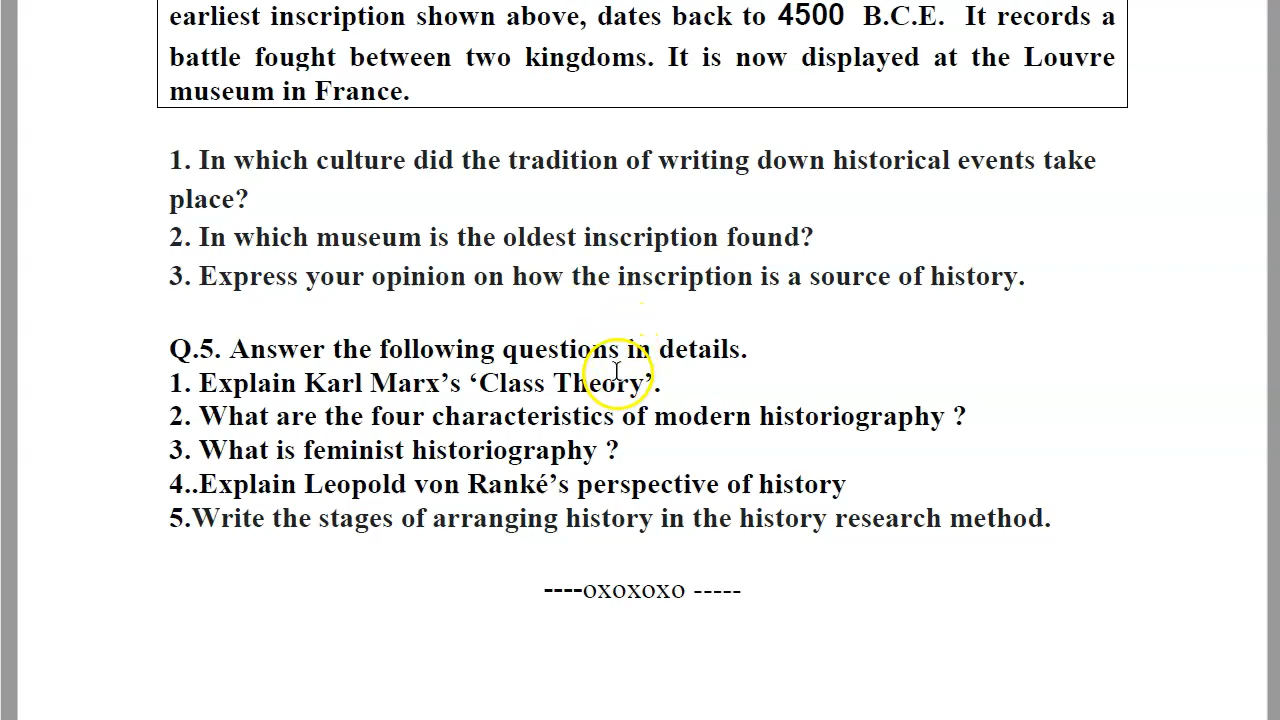 earliest inscription shown above, dates back to 4500 B.C.E. It records a
battle fought between two kingdoms. It is now displayed at the Louvre
museum in France.
1. In which culture did the tradition of writing down historical events take
place?
2. In which museum is the oldest inscription found?
3. Express your opinion on how the inscription is a source of history.
Q.5. Answer the following questions in details.
1. Explain Karl Marx’s ‘Class Theory’.
2. What are the four characteristics of modern historiography ?
3. What is feminist historiography ?
4..Explain Leopold von Ranké’s perspective of history
5.Write the stages of arranging history in the history research method.
----oxoxoxo -----